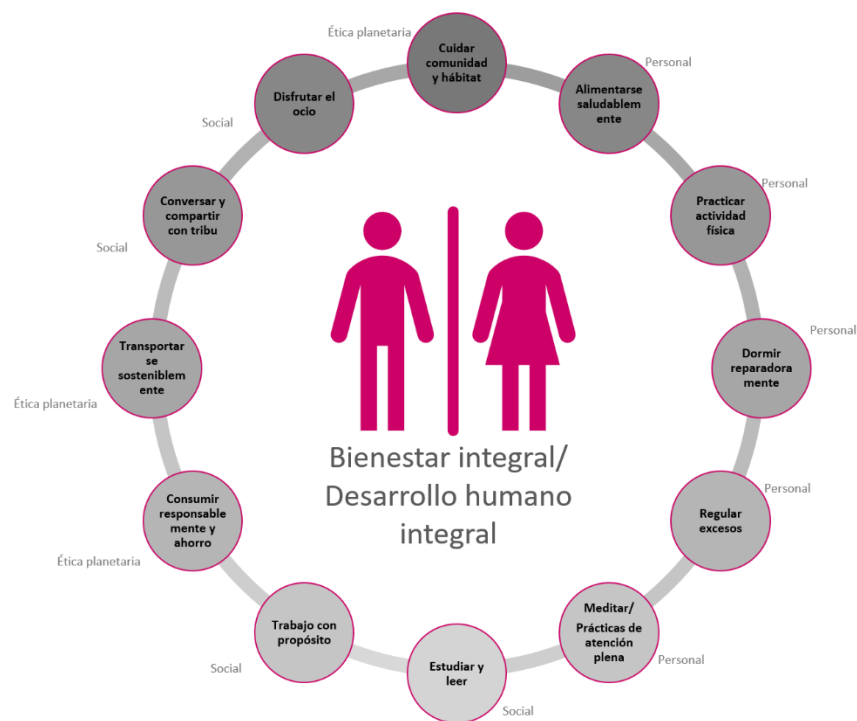 Ética planetaria
Cuidar
comunidad
y hábitat
Personal
Alimentarse
saludablem
ente
Personal
Practicar
actividad
física
Personal
Dormir
reparadora
mente
Personal
Regular
excesos
Meditar/
Prácticas de
atención
plena
Personal
Estudiar y
leer
Social
Trabajo con
propósito
Social
Consumir
responsable
mente y
ahorro
Ética planetaria
Transportar
se
sosteniblem
ente
Ética planetaria
Conversar y
compartir
con tribu
Social
Disfrutar el
ocio
Social
Bienestar integral/
Desarrollo humano
integral